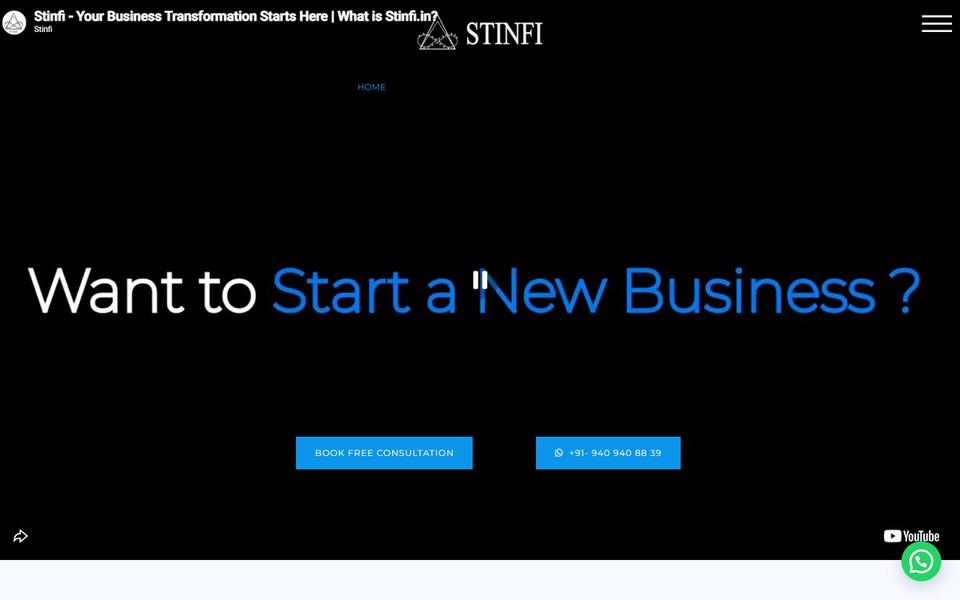 Stinfi - Your Business Transformation Starts Here | What is Stinfi.in?
Stinfi
STINFI
HOME
Want to Start a New Business ?
BOOK FREE CONSULTATION
+91- 940 940 88 39
YouTube